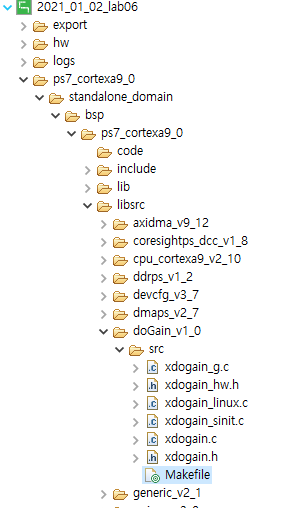 2021_01_02_lab06
export
hw
logs
ps7_cortexa9_0
standalone_domain
bsp
ps7_cortexa9_0
code
include
lib
libsrc
axidma_v9_12
coresightps_dcc_v1_8
cpu_cortexa9_v2_10
ddrps_v1_2
devcfg_v3_7
dmaps_v2_7
doGain_v1_0
src
xdogain_g.c
xdogain_hw.h
xdogain_linux.c
xdogain_sinit.c
xdogain.c
xdogain.h
Makefile
generic_v2_1